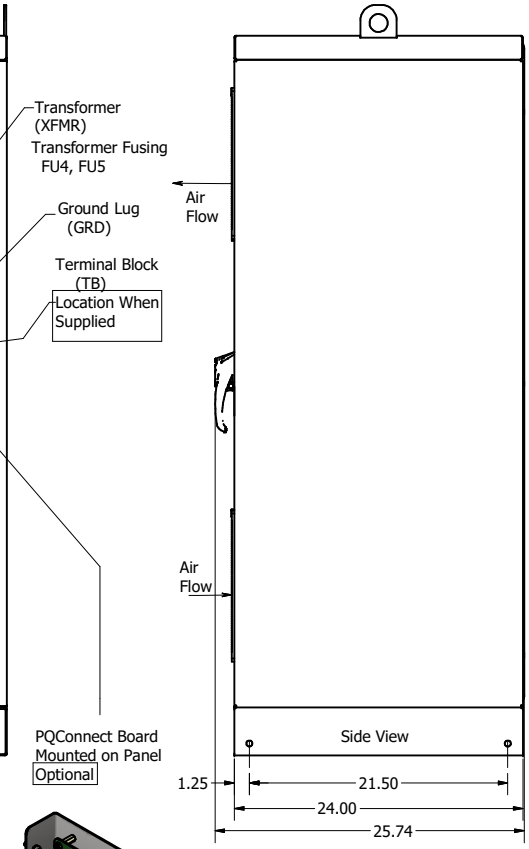 Transformer
(XFMR)
Transformer Fusing
FU4, FU5
Air
Flow
Ground Lug
(GRD)
Terminal Block
(TB)
Location When
Supplied
Air
Flow
PQConnect Board
Mounted on Panel
Optional
Side View
1.25
21.50
24.00
25.74